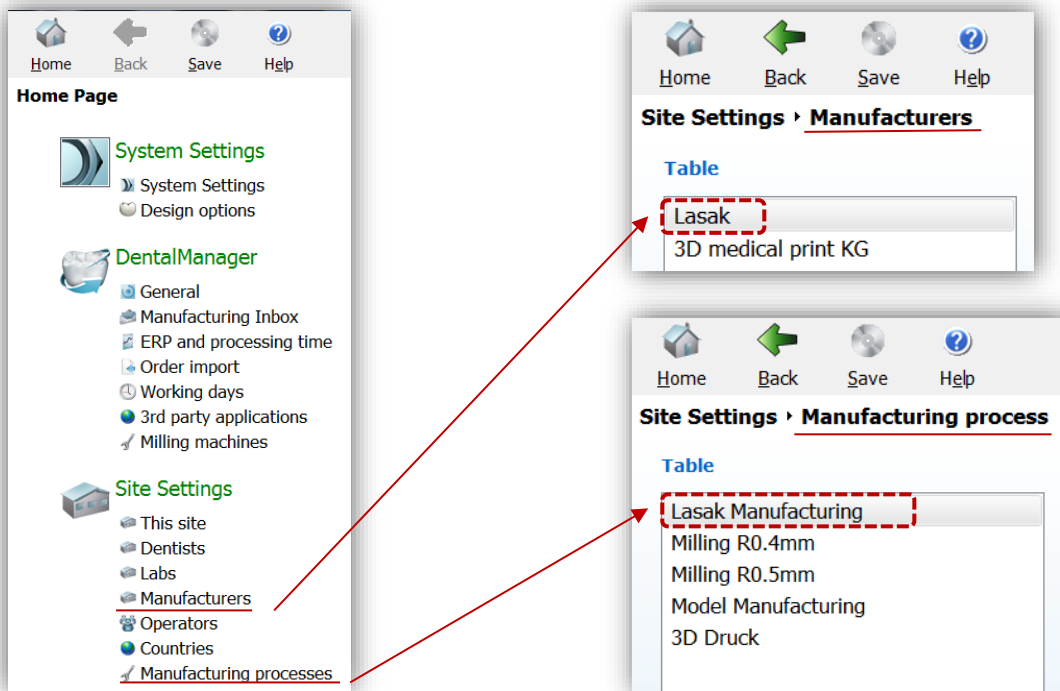 Home Back Save Help
Home Page
System Settings
System Settings
Design options
DentalManager
General
Manufacturing Inbox
ERP and processing time
Order import
Working days
3rd party applications
Milling machines
Site Settings
This site
Dentists
Labs
Manufacturers
Operators
Countries
Manufacturing processes
Home Back Save Help
Site Settings ‣ Manufacturers
Table
Lasak
3D medical print KG
Home Back Save Help
Site Settings ‣ Manufacturing process
Table
Lasak Manufacturing
Milling R0.4mm
Milling R0.5mm
Model Manufacturing
3D Druck